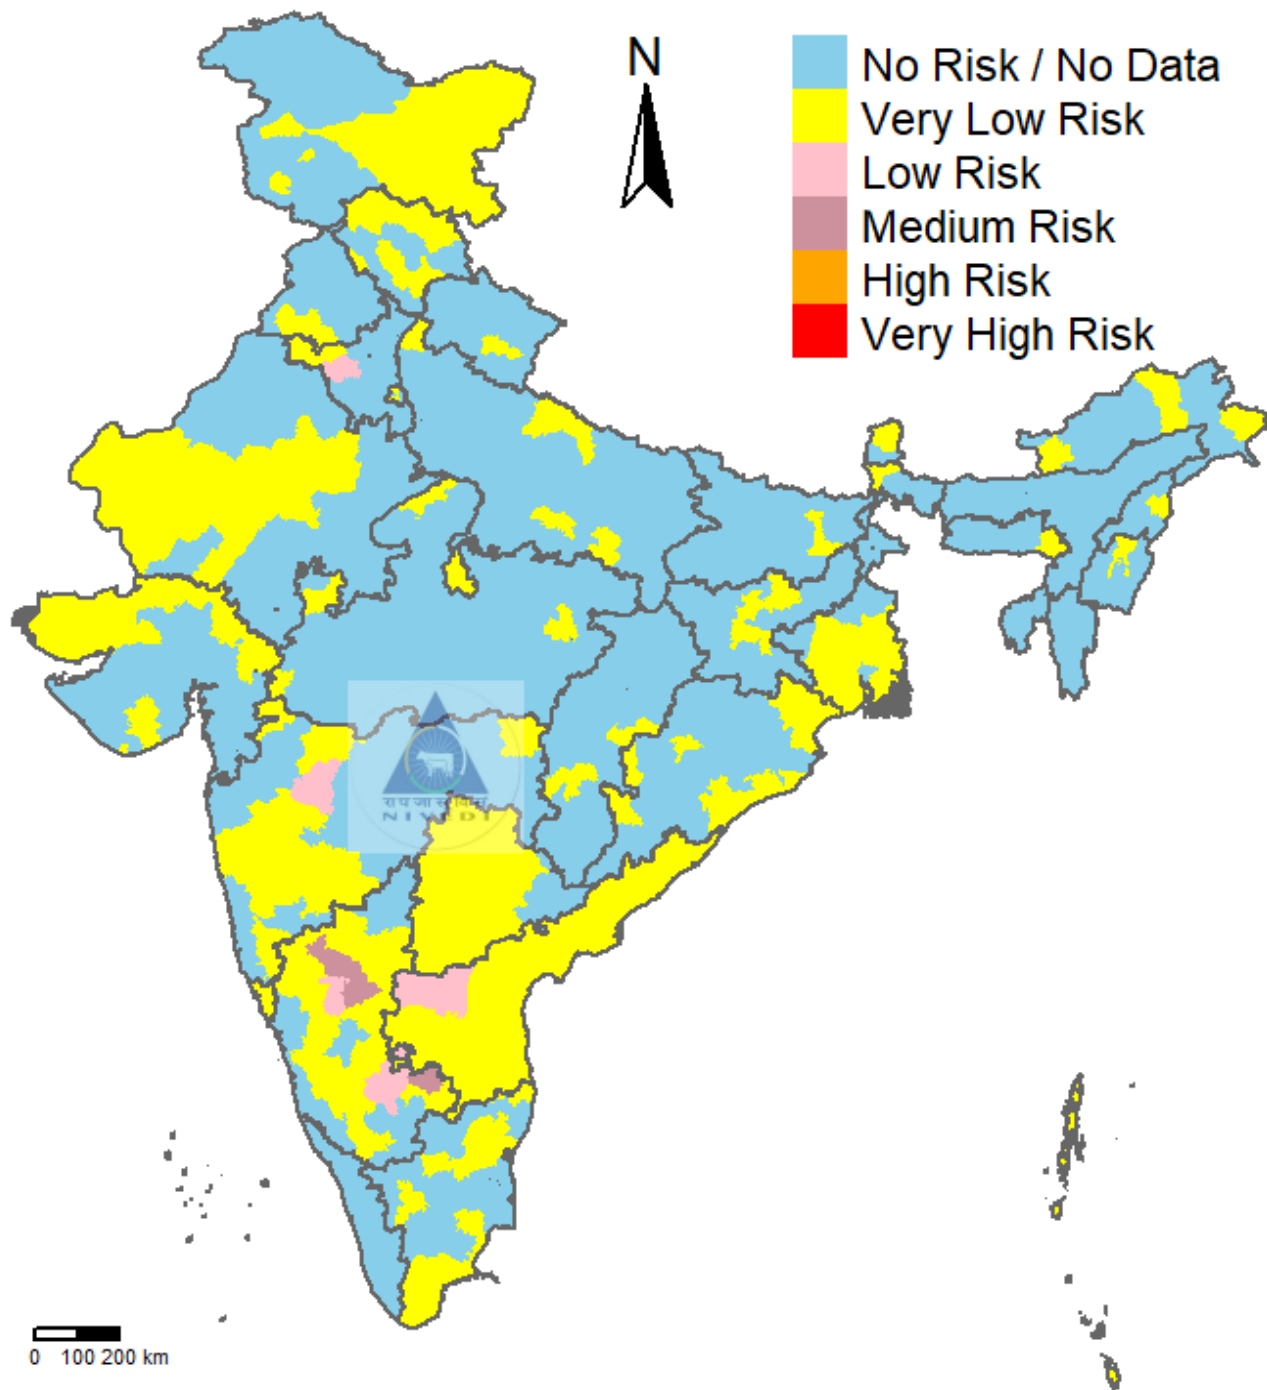 N
No Risk / No Data
Very Low Risk
Low Risk
Medium Risk
High Risk
Very High Risk
NIVEDI
0 100 200 km